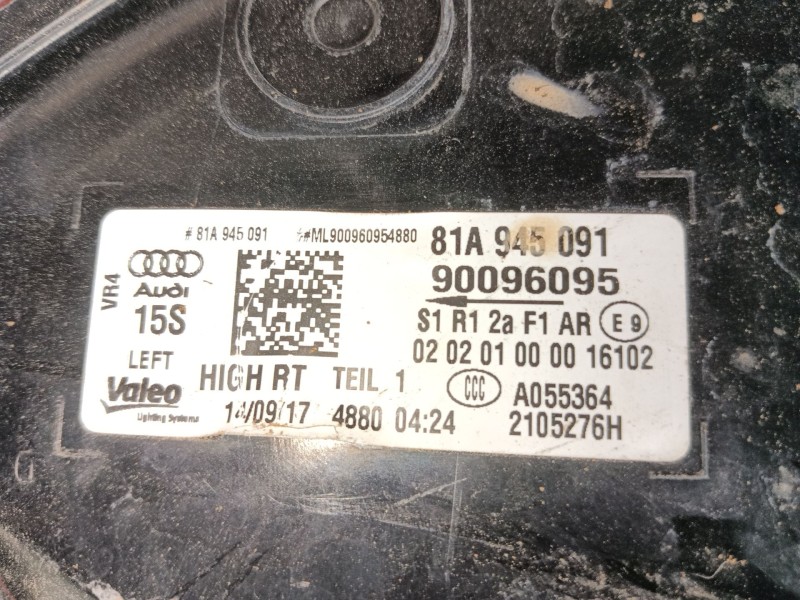 # 81A 945 091 *#ML900960954880 81A 945 091
90096095
VR4
Audi
15S
S1 R1 2a F1 AR E 9
02 02 01 00 00 16102
LEFT
HIGH RT TEIL 1 CCC A055364
Valeo
Lighting Systems
14/09/17 4880 04:24 2105276H
G